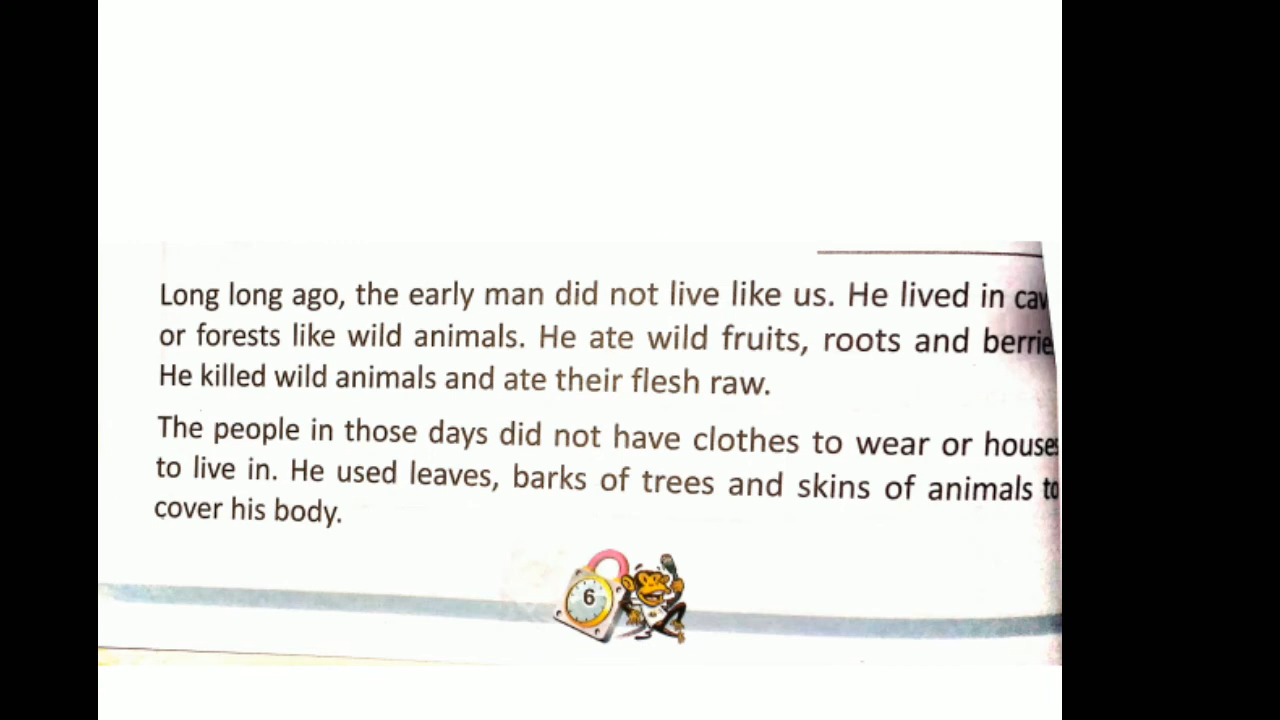 Long long ago, the early man did not live like us. He lived in cav
or forests like wild animals. He ate wild fruits, roots and berrie
He killed wild animals and ate their flesh raw.
The people in those days did not have clothes to wear or houses
to live in. He used leaves, barks of trees and skins of animals to
cover his body.
6